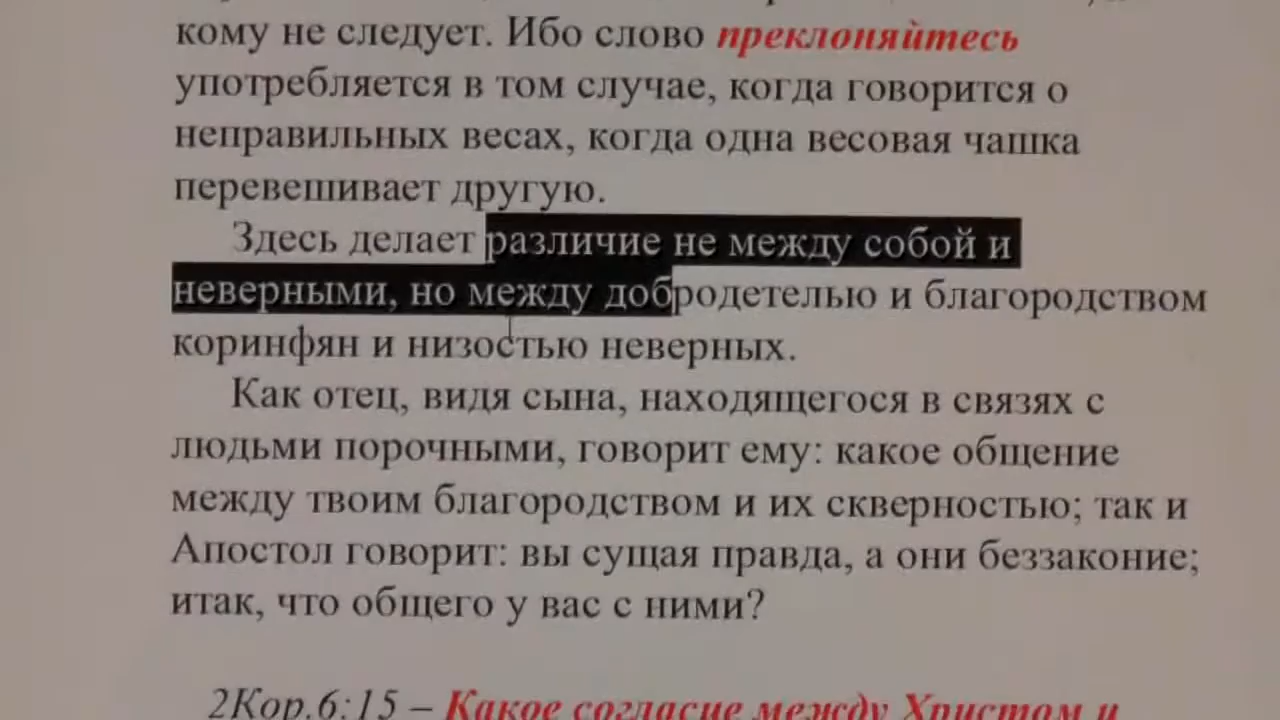 кому не следует. Ибо слово преклоняйтесь
употребляется в том случае, когда говорится о
неправильных весах, когда одна весовая чашка
перевешивает другую.
Здесь делает различие не между собой и
неверными, но между добродетелью и благородством
коринфян и низостью неверных.
Как отец, видя сына, находящегося в связях с
людьми порочными, говорит ему: какое общение
между твоим благородством и их скверностью; так и
Апостол говорит: вы сущая правда, а они беззаконие;
итак, что общего у вас с ними?
2Кор.6:15 – Какое согласие между Христом и